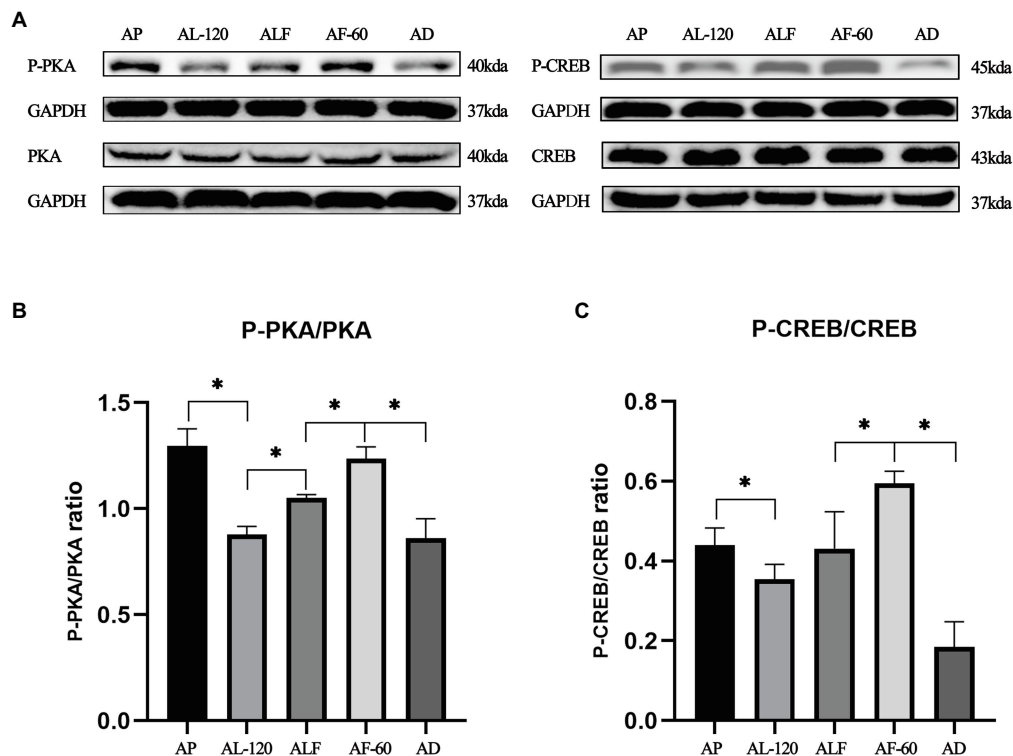 A
AP AL-120 ALF AF-60 AD
P-PKA 40kda
GAPDH 37kda
PKA 40kda
GAPDH 37kda
AP AL-120 ALF AF-60 AD
P-CREB 45kda
GAPDH 37kda
CREB 43kda
GAPDH 37kda
B
P-PKA/PKA
P-PKA/PKA ratio
1.5
1.0
0.5
0.0
* * * *
AP AL-120 ALF AF-60 AD
C
P-CREB/CREB
P-CREB/CREB ratio
0.8
0.6
0.4
0.2
0.0
* * *
AP AL-120 ALF AF-60 AD